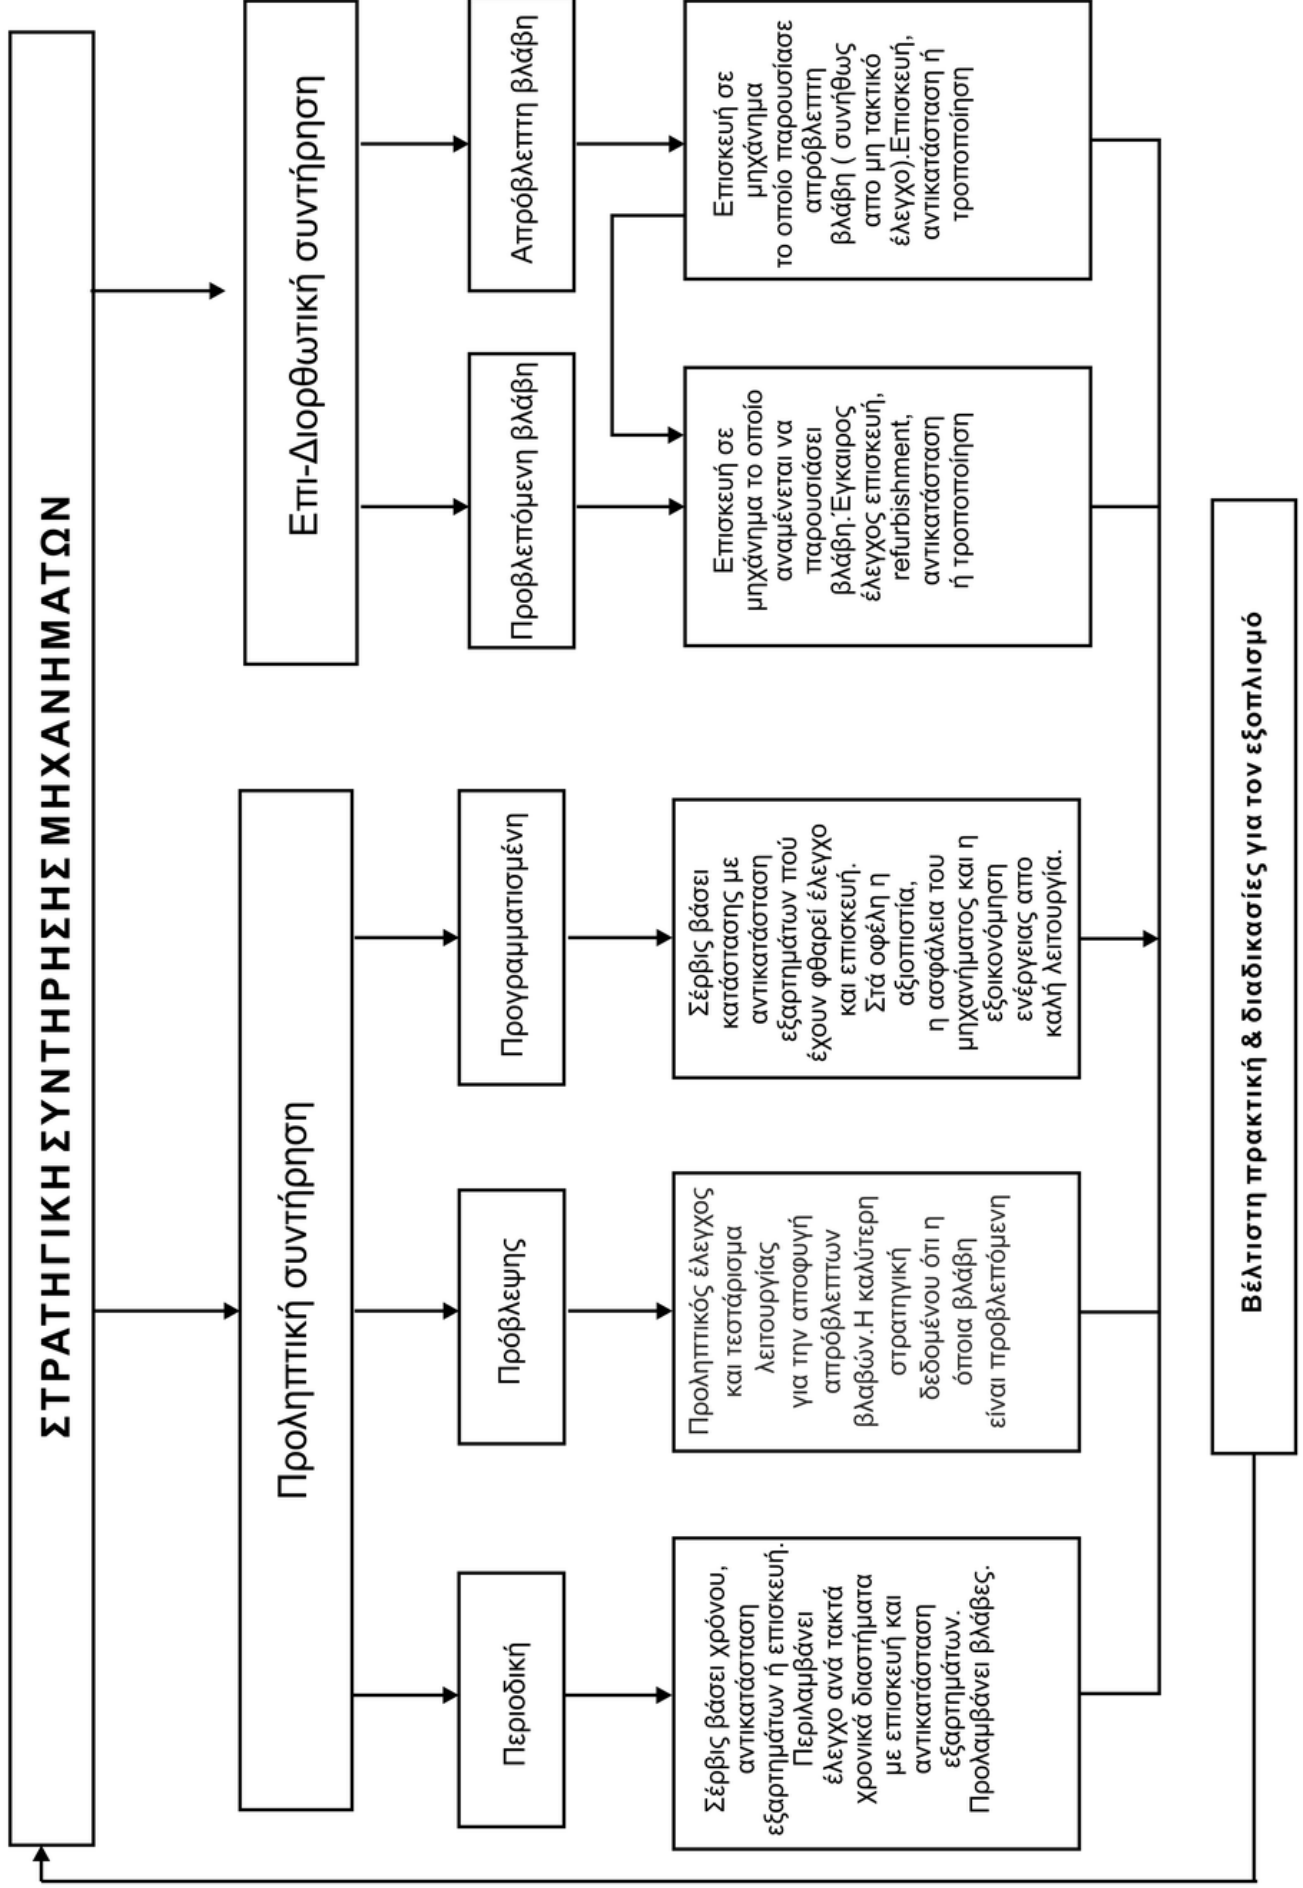 ΣΤΡΑΤΗΓΙΚΗ ΣΥΝΤΗΡΗΣΗΣ ΜΗΧΑΝΗΜΑΤΩΝ
Προληπτική συντήρηση
Επι-Διορθωτική συντήρηση
Περιοδική
Πρόβλεψης
Προγραμματισμένη
Προβλεπόμενη βλάβη
Απρόβλεπτη βλάβη
Σέρβις βάσει χρόνου,
αντικατάσταση
εξαρτημάτων ή επισκευή.
Περιλαμβάνει
έλεγχο ανά τακτά
χρονικά διαστήματα
με επισκευή και
αντικατάσταση
εξαρτημάτων.
Προλαμβάνει βλάβες.
Προληπτικός έλεγχος
και τεστάρισμα
λειτουργίας
για την αποφυγή
απρόβλεπτων
βλαβών.Η καλύτερη
στρατηγική
δεδομένου ότι η
όποια βλάβη
είναι προβλεπόμενη
Σέρβις βάσει
κατάστασης με
αντικατάσταση
εξαρτημάτων πού
έχουν φθαρεί έλεγχο
και επισκευή.
Στά οφέλη η
αξιοπιστία,
η ασφάλεια του
μηχανήματος και η
εξοικονόμηση
ενέργειας απο
καλή λειτουργία.
Επισκευή σε
μηχάνημα το οποίο
αναμένεται να
παρουσιάσει
βλάβη.Έγκαιρος
έλεγχος επισκευή,
refurbishment,
αντικατάσταση
ή τροποποίηση
Επισκευή σε
μηχάνημα
το οποίο παρουσίασε
απρόβλεπτη
βλάβη ( συνήθως
απο μη τακτικό
έλεγχο).Επισκευή,
αντικατάσταση ή
τροποποίηση
Βέλτιστη πρακτική & διαδικασίες για τον εξοπλισμό